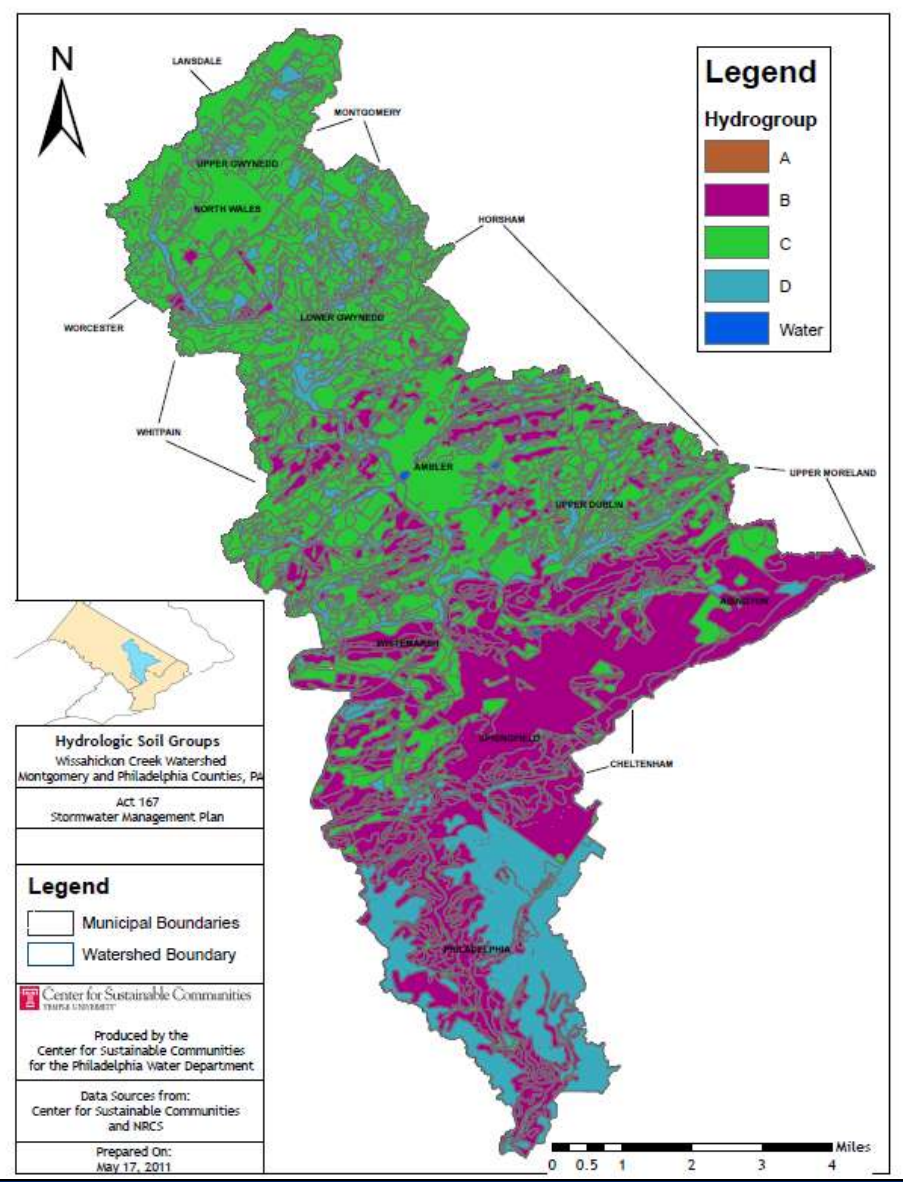 N
LANSDALE
MONTGOMERY
UPPER GWYNEDD
NORTH WALES
HORSHAM
WORCESTER
LOWER GWYNEDD
WHITPAIN
AMBLER
UPPER MORELAND
UPPER DUBLIN
ABINGTON
WHITEMARSH
SPRINGFIELD
CHELTENHAM
PHILADELPHIA
Legend
Hydrogroup
A
B
C
D
Water
Hydrologic Soil Groups
Wissahickon Creek Watershed
Montgomery and Philadelphia Counties, PA
Act 167
Stormwater Management Plan
Legend
Municipal Boundaries
Watershed Boundary
Center for Sustainable Communities
TEMPLE UNIVERSITY
Produced by the
Center for Sustainable Communities
for the Philadelphia Water Department
Data Sources from:
Center for Sustainable Communities
and NRCS
Prepared On:
May 17, 2011
Miles
0 0.5 1 2 3 4